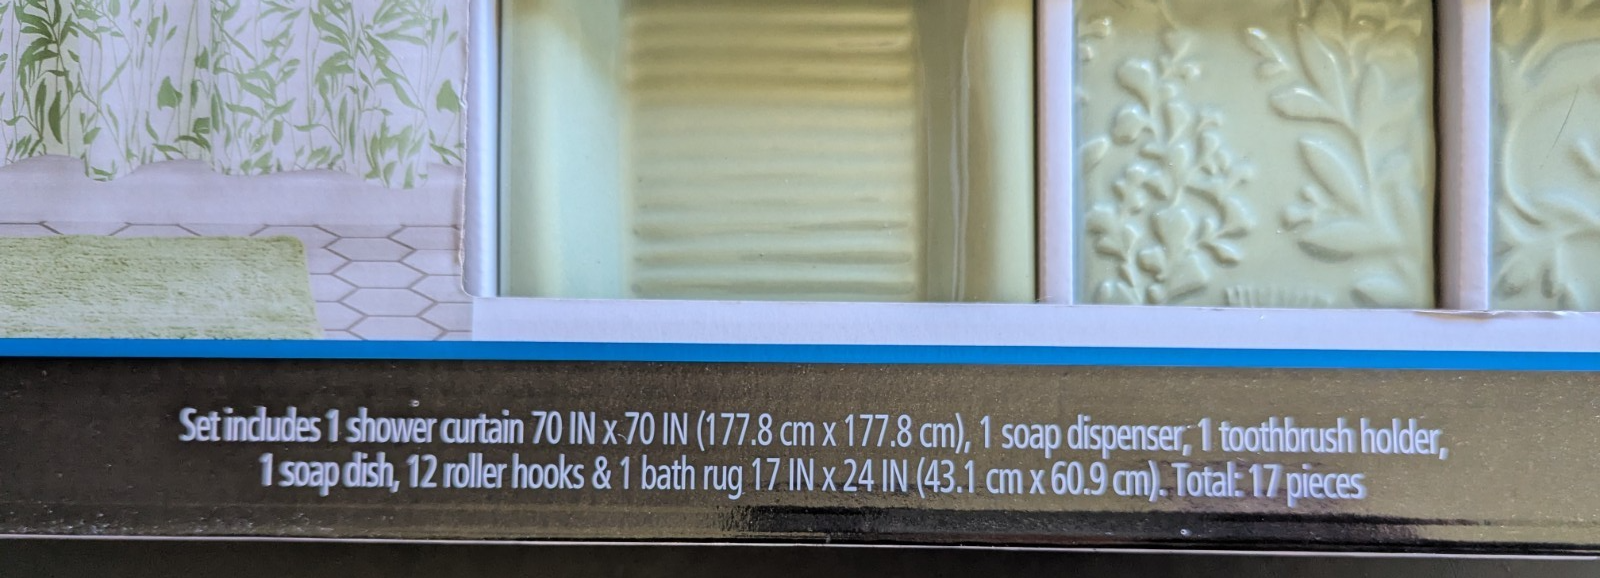 Set includes 1 shower curtain 70 IN x 70 IN (177.8 cm x 177.8 cm), 1 soap dispenser, 1 toothbrush holder,
1 soap dish, 12 roller hooks & 1 bath rug 17 IN x 24 IN (43.1 cm x 60.9 cm). Total: 17 pieces